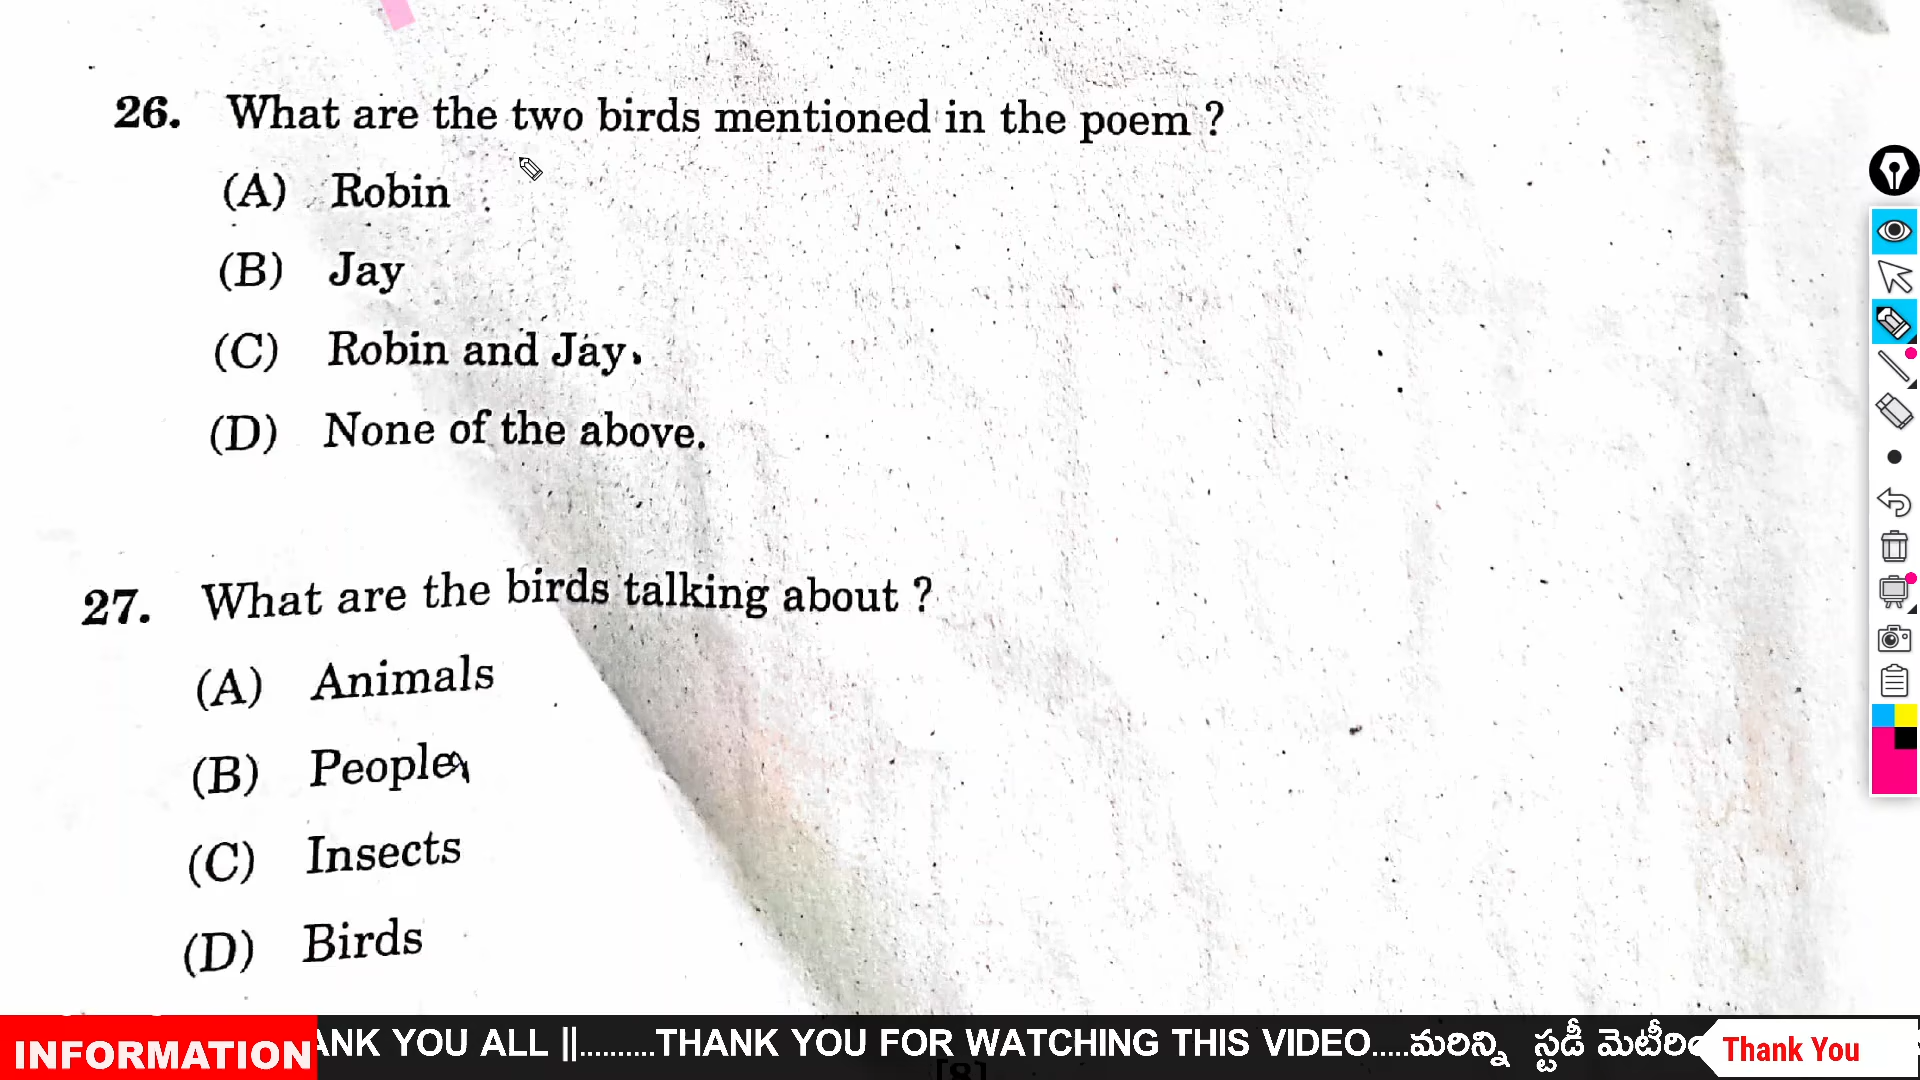 26. What are the two birds mentioned in the poem ?
(A) Robin
(B) Jay
(C) Robin and Jay
(D) None of the above.
27. What are the birds talking about ?
(A) Animals
(B) People
(C) Insects
(D) Birds
[8]
INFORMATION
ANK YOU ALL ||..........THANK YOU FOR WATCHING THIS VIDEO.....మరిన్ని స్టడీ
Thank You